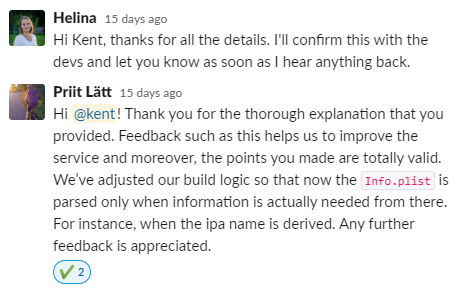 Helina 15 days ago
Hi Kent, thanks for all the details. I'll confirm this with the
devs and let you know as soon as I hear anything back.
Priit Lätt 15 days ago
Hi @kent! Thank you for the thorough explanation that you
provided. Feedback such as this helps us to improve the
service and moreover, the points you made are totally valid.
We've adjusted our build logic so that now the Info.plist is
parsed only when information is actually needed from there.
For instance, when the ipa name is derived. Any further
feedback is appreciated.
✅ 2